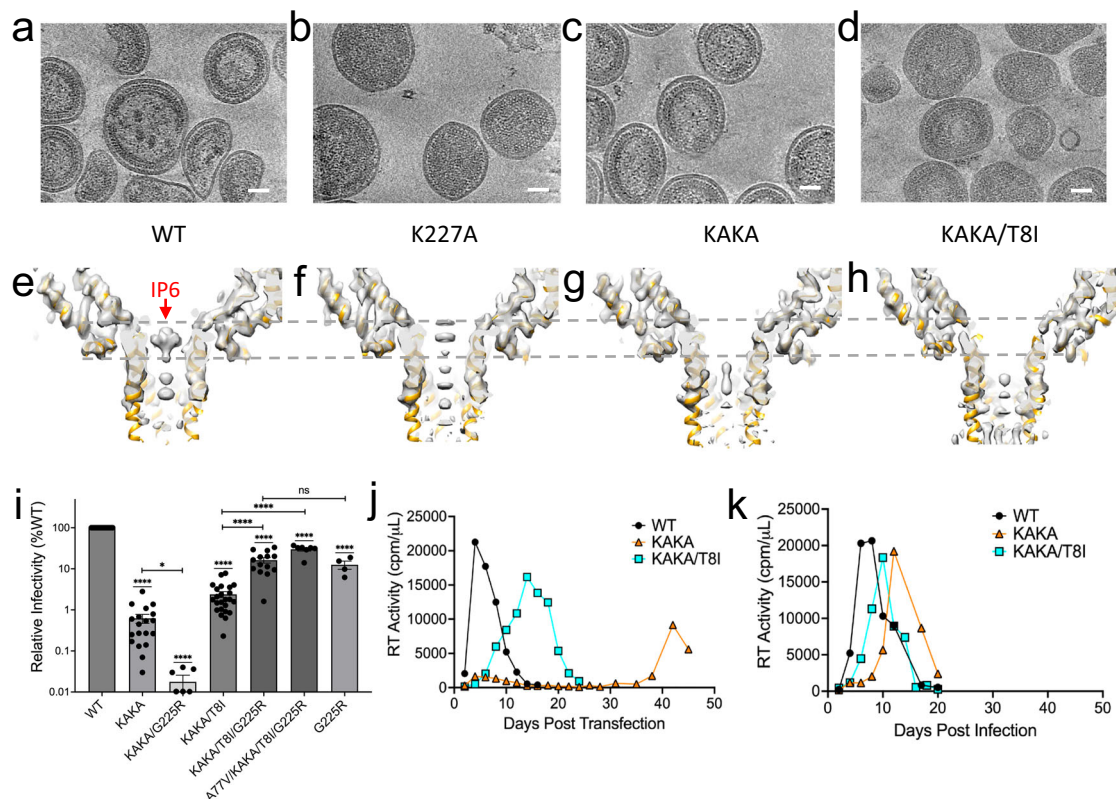 a
b
c
d
WT
K227A
KAKA
KAKA/T8I
e
f
g
h
IP6
i
Relative Infectivity (%WT)
100
10
1
0.1
0.01
****
*
****
****
****
****
****
****
ns
****
WT
KAKA
KAKA/G225R
KAKA/T8I
KAKA/T8I/G225R
A77V/KAKA/T8I/G225R
G225R
j
RT Activity (cpm/μL)
25000
20000
15000
10000
5000
0
0 10 20 30 40 50
Days Post Transfection
WT
KAKA
KAKA/T8I
k
RT Activity (cpm/μL)
25000
20000
15000
10000
5000
0
0 10 20 30 40 50
Days Post Infection
WT
KAKA
KAKA/T8I